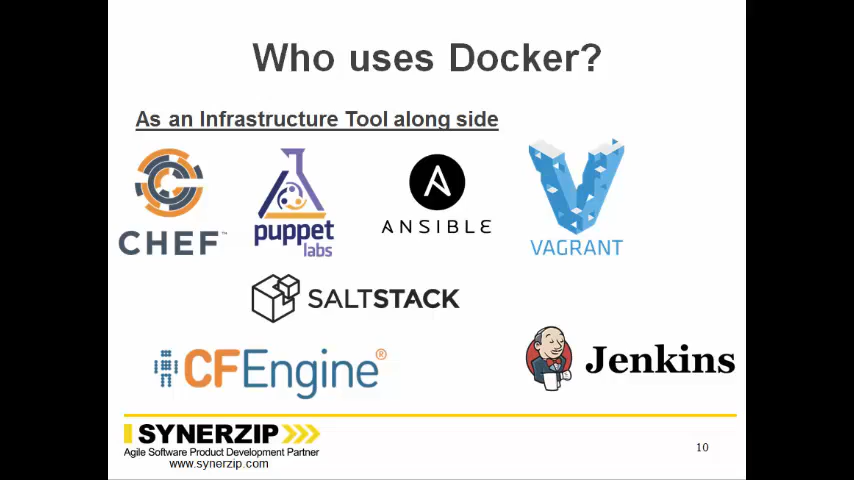 Who uses Docker?
As an Infrastructure Tool along side
CHEF™
puppet
labs
ANSIBLE
VAGRANT
SALTSTACK
CFEngine®
Jenkins
SYNERZIP
Agile Software Product Development Partner
www.synerzip.com
10